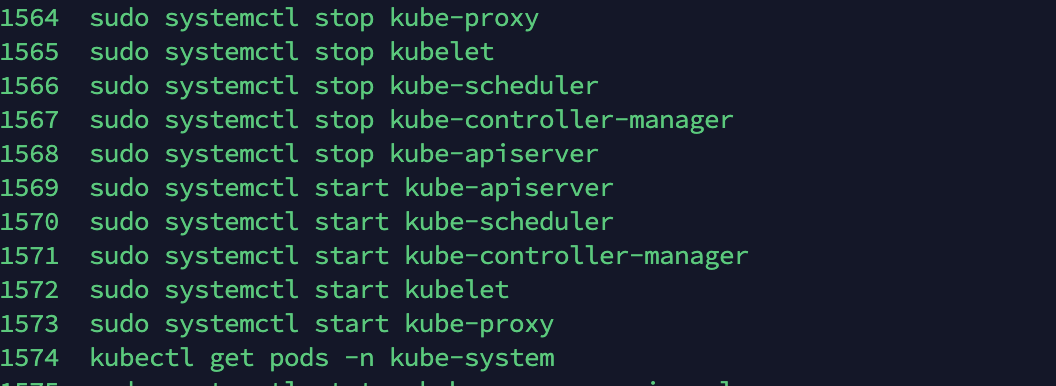 1564 sudo systemctl stop kube-proxy
1565 sudo systemctl stop kubelet
1566 sudo systemctl stop kube-scheduler
1567 sudo systemctl stop kube-controller-manager
1568 sudo systemctl stop kube-apiserver
1569 sudo systemctl start kube-apiserver
1570 sudo systemctl start kube-scheduler
1571 sudo systemctl start kube-controller-manager
1572 sudo systemctl start kubelet
1573 sudo systemctl start kube-proxy
1574 kubectl get pods -n kube-system